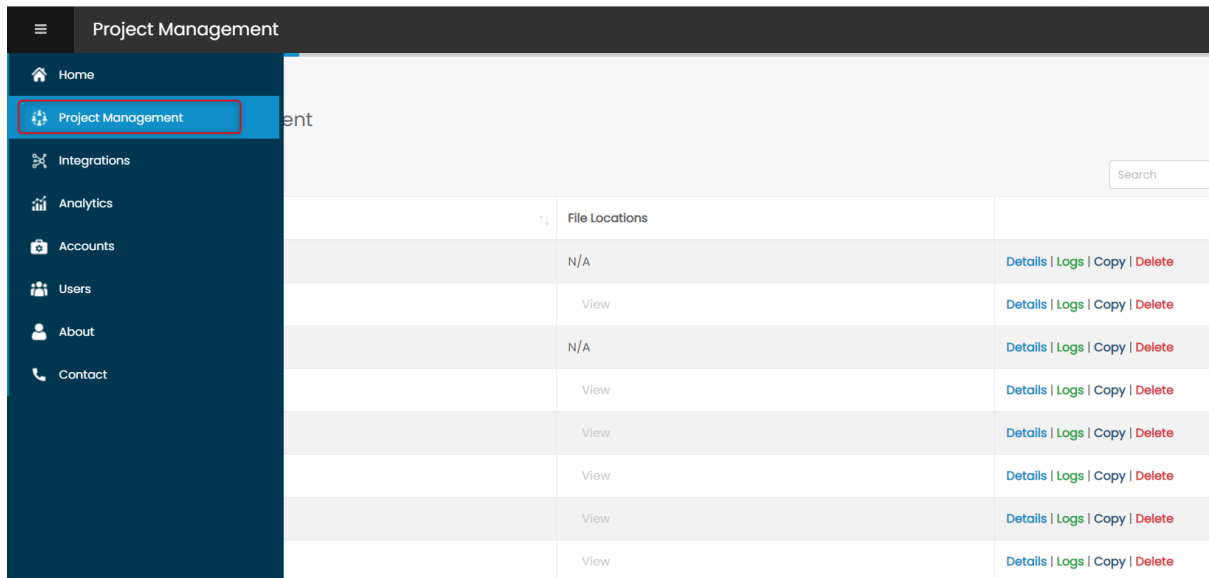 Project Management
Home
Project Management
ent
Integrations
Search
Analytics
File Locations
Accounts
N/A
Details | Logs | Copy | Delete
Users
View
Details | Logs | Copy | Delete
About
N/A
Details | Logs | Copy | Delete
Contact
View
Details | Logs | Copy | Delete
View
Details | Logs | Copy | Delete
View
Details | Logs | Copy | Delete
View
Details | Logs | Copy | Delete
View
Details | Logs | Copy | Delete